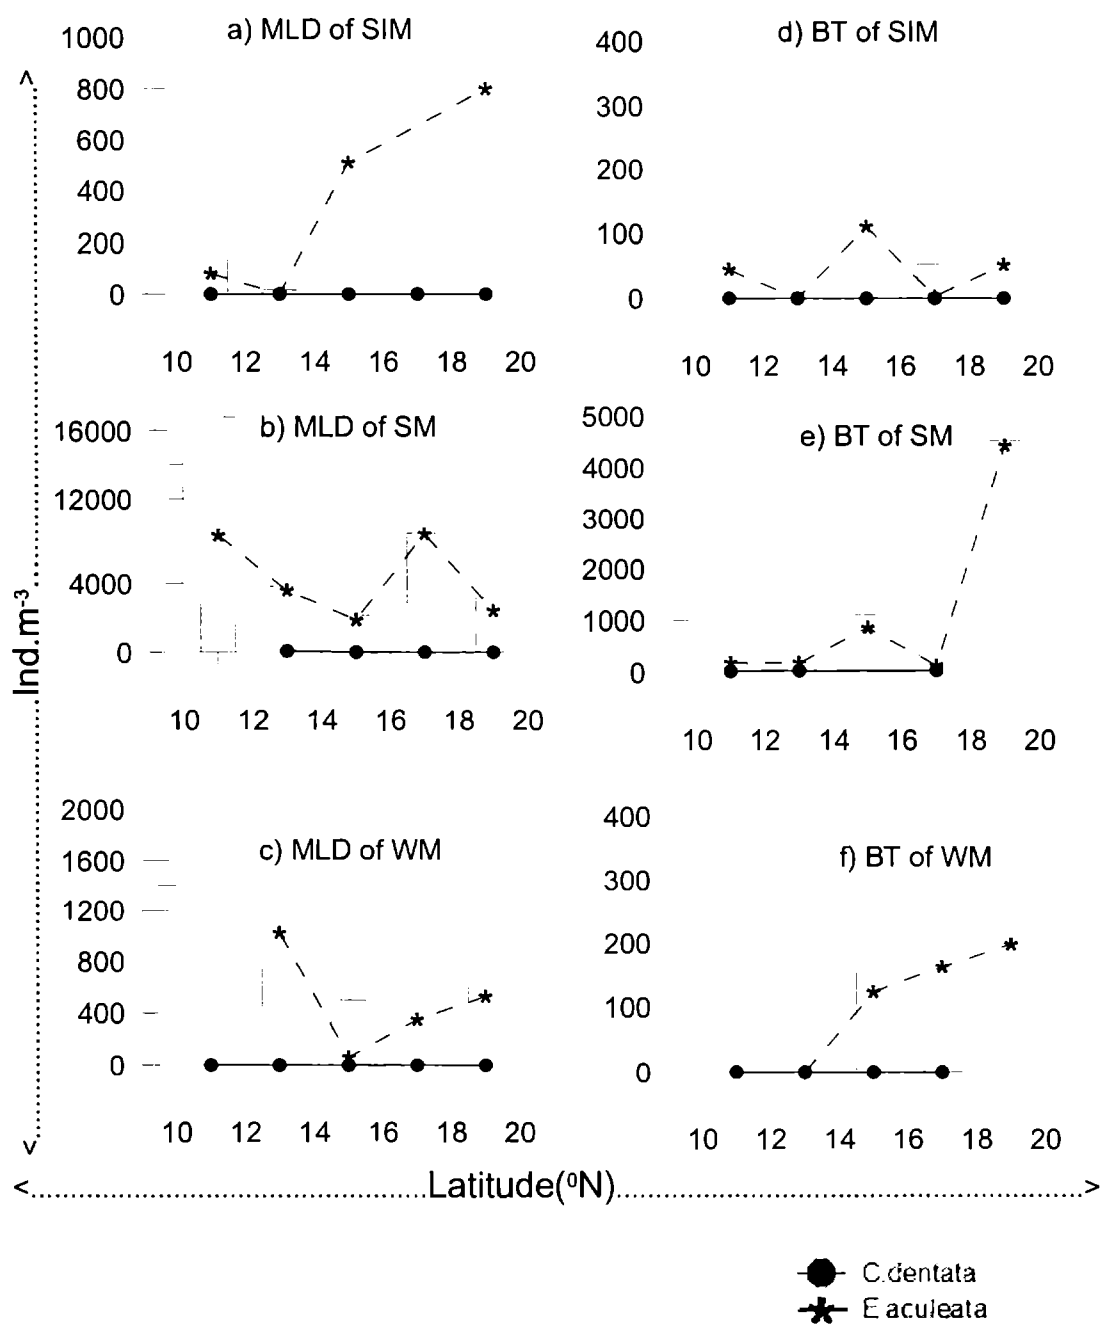 a) MLD of SIM
1000
800
600
400
200
0
10 12 14 16 18 20
d) BT of SIM
400
300
200
100
0
10 12 14 16 18 20
b) MLD of SM
16000
12000
4000
0
10 12 14 16 18 20
e) BT of SM
5000
4000
3000
2000
1000
0
10 12 14 16 18 20
c) MLD of WM
2000
1600
1200
800
400
0
10 12 14 16 18 20
f) BT of WM
400
300
200
100
0
10 12 14 16 18 20
Ind.m⁻³
Latitude(⁰N)
C.dentata
E aculeata